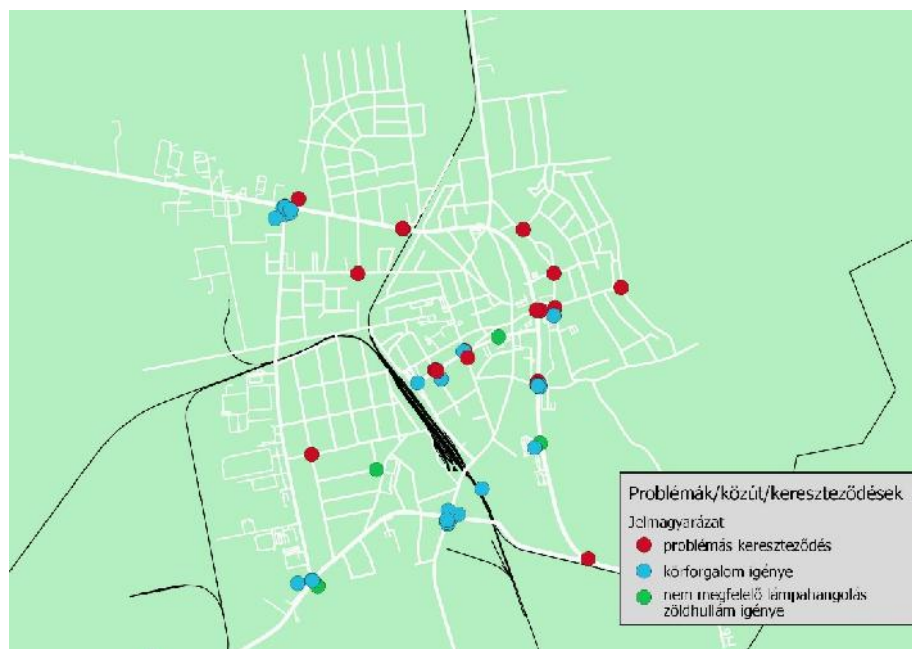 Problémák/közút/kereszteződések
Jelmagyarázat
problémás kereszteződés
körforgalom igénye
nem megfelelő lámpahangolás
zöldhullám igénye